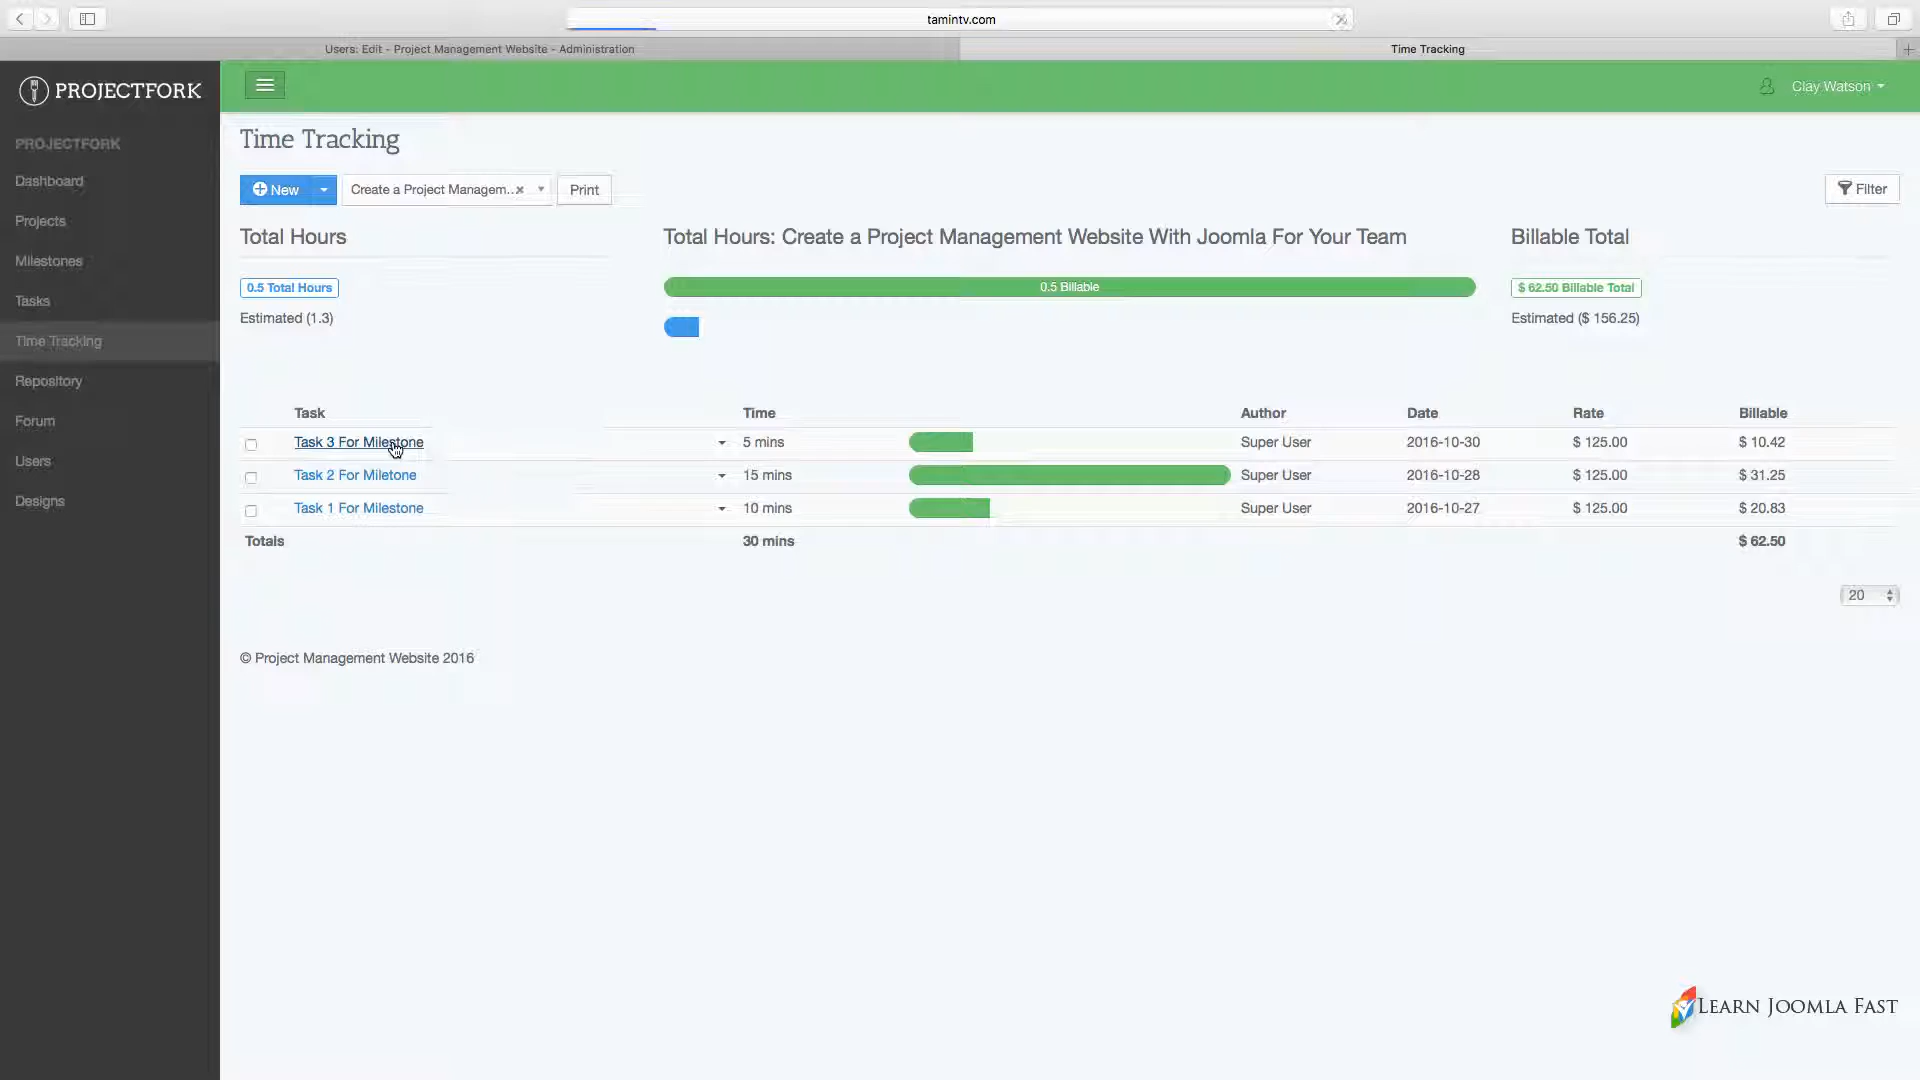 tamintv.com
Users: Edit - Project Management Website - Administration
Time Tracking
PROJECTFORK
Clay Watson
PROJECTFORK
Dashboard
Projects
Milestones
Tasks
Time Tracking
Repository
Forum
Users
Designs
Time Tracking
New
Create a Project Managem...
Print
Filter
Total Hours
Total Hours: Create a Project Management Website With Joomla For Your Team
Billable Total
0.5 Total Hours
0.5 Billable
$ 62.50 Billable Total
Estimated (1.3)
Estimated ($ 156.25)
Task Time Author Date Rate Billable
Task 3 For Milestone 5 mins Super User 2016-10-30 $ 125.00 $ 10.42
Task 2 For Miletone 15 mins Super User 2016-10-28 $ 125.00 $ 31.25
Task 1 For Milestone 10 mins Super User 2016-10-27 $ 125.00 $ 20.83
Totals 30 mins $ 62.50
20
© Project Management Website 2016
LEARN JOOMLA FAST